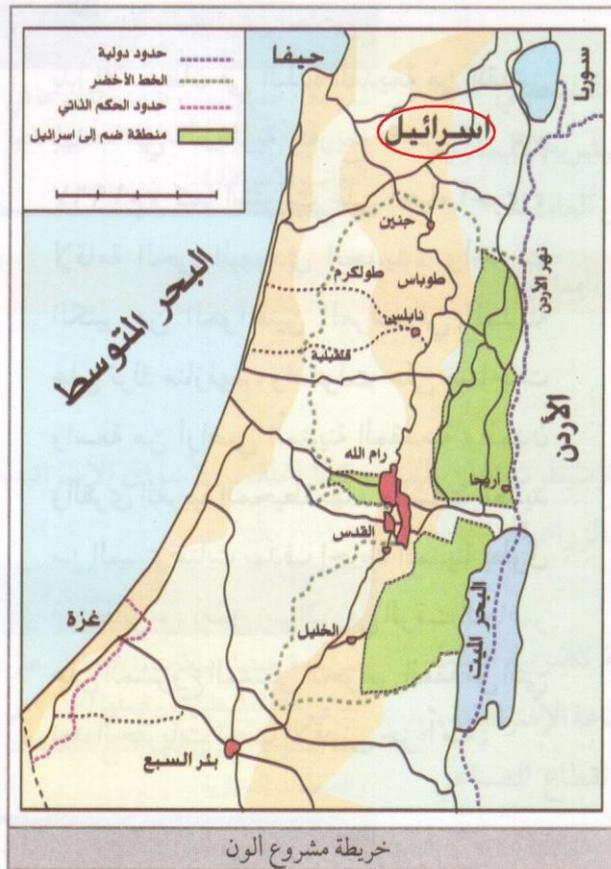 حدود دولية
الخط الأخضر
حدود الحكم الذاتي
منطقة ضم إلى اسرائيل
حيفا
سوريا
اسرائيل
جنين
نهر الأردن
طوباس
طولكرم
نابلس
قلقيلية
البحر المتوسط
الأردن
رام الله
أريحا
القدس
البحر الميت
الخليل
غزة
بئر السبع
خريطة مشروع ألون